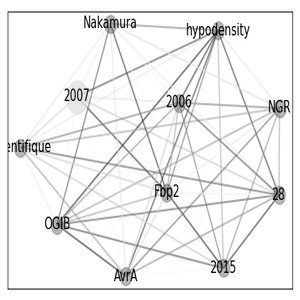 Nakamura
hypodensity
2007
2006
NGR
entifique
Fbp2
28
OGIB
2015
AvrA